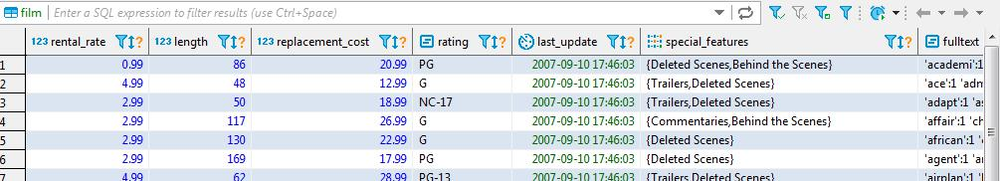 film Enter a SQL expression to filter results (use Ctrl+Space)
123 rental_rate 123 length 123 replacement_cost rating last_update special_features fulltext
1 0.99 86 20.99 PG 2007-09-10 17:46:03 {Deleted Scenes,Behind the Scenes} 'academi':1
2 4.99 48 12.99 G 2007-09-10 17:46:03 {Trailers,Deleted Scenes} 'ace':1
3 2.99 50 18.99 NC-17 2007-09-10 17:46:03 {Trailers,Deleted Scenes} 'adapt':1
4 2.99 117 26.99 G 2007-09-10 17:46:03 {Commentaries,Behind the Scenes} 'affair':1
5 2.99 130 22.99 G 2007-09-10 17:46:03 {Deleted Scenes} 'african':1
6 2.99 169 17.99 PG 2007-09-10 17:46:03 {Deleted Scenes} 'agent':1
7 4.99 62 28.99 PG-13 2007-09-10 17:46:03 {Trailers,Deleted Scenes} 'airplan':1